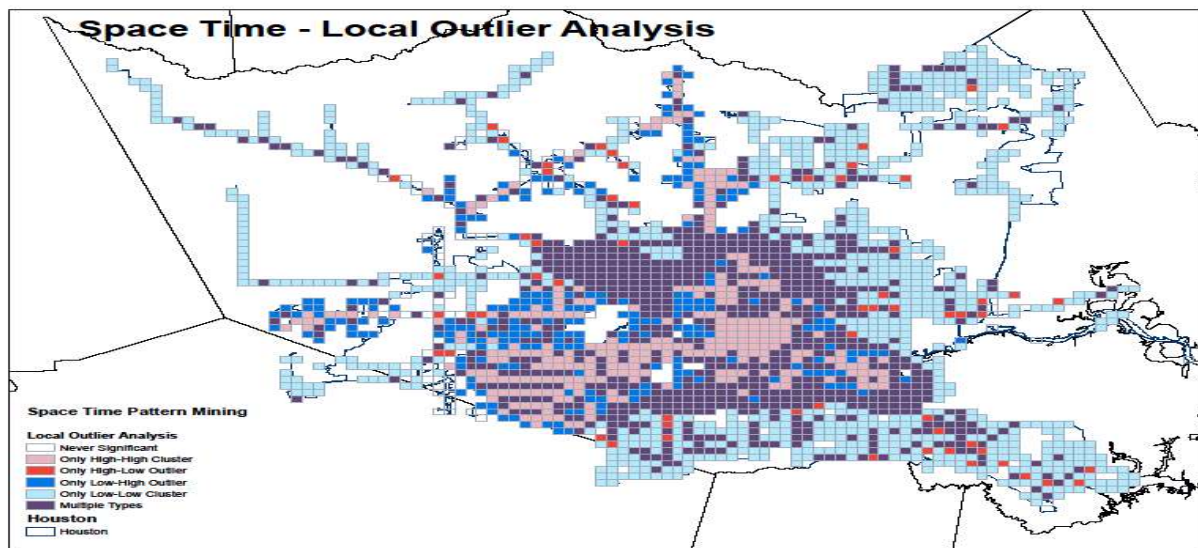 Space Time - Local Outlier Analysis
Space Time Pattern Mining
Local Outlier Analysis
Never Significant
Only High-High Cluster
Only High-Low Outlier
Only Low-High Outlier
Only Low-Low Cluster
Multiple Types
Houston
Houston